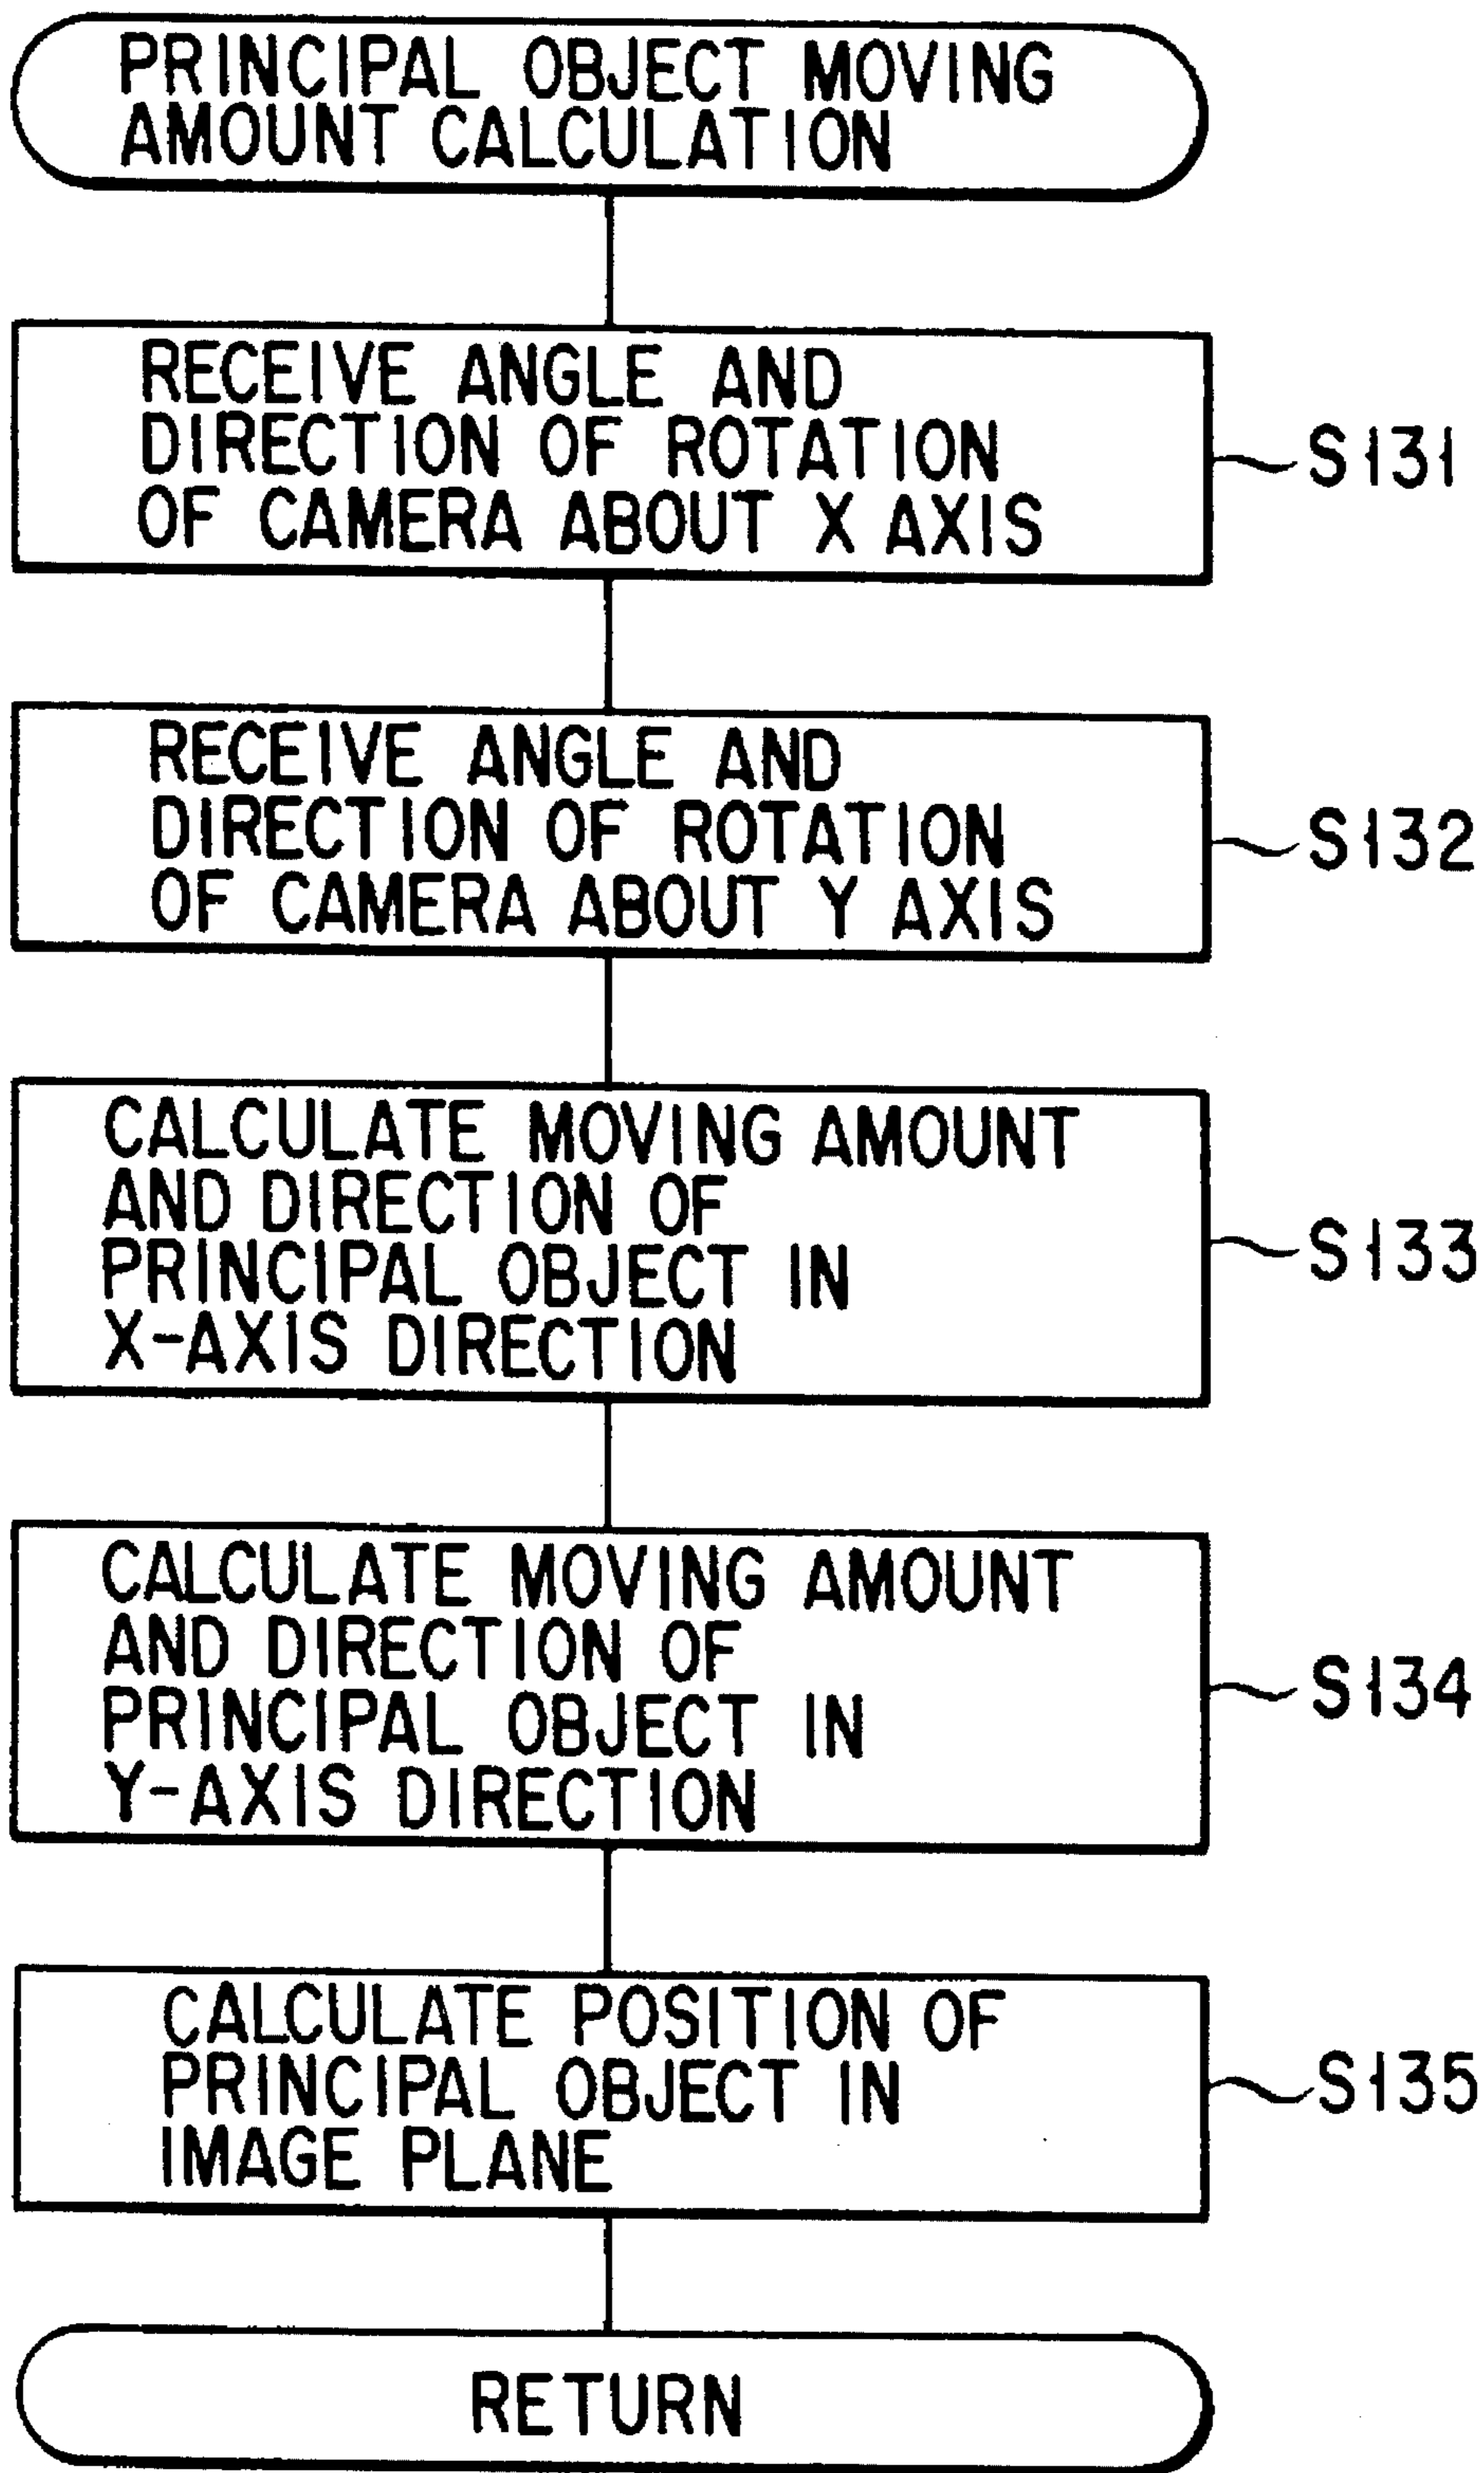 PRINCIPAL OBJECT MOVING
AMOUNT CALCULATION
RECEIVE ANGLE AND
DIRECTION OF ROTATION
OF CAMERA ABOUT X AXIS
S131
RECEIVE ANGLE AND
DIRECTION OF ROTATION
OF CAMERA ABOUT Y AXIS
S132
CALCULATE MOVING AMOUNT
AND DIRECTION OF
PRINCIPAL OBJECT IN
X-AXIS DIRECTION
S133
CALCULATE MOVING AMOUNT
AND DIRECTION OF
PRINCIPAL OBJECT IN
Y-AXIS DIRECTION
S134
CALCULATE POSITION OF
PRINCIPAL OBJECT IN
IMAGE PLANE
S135
RETURN